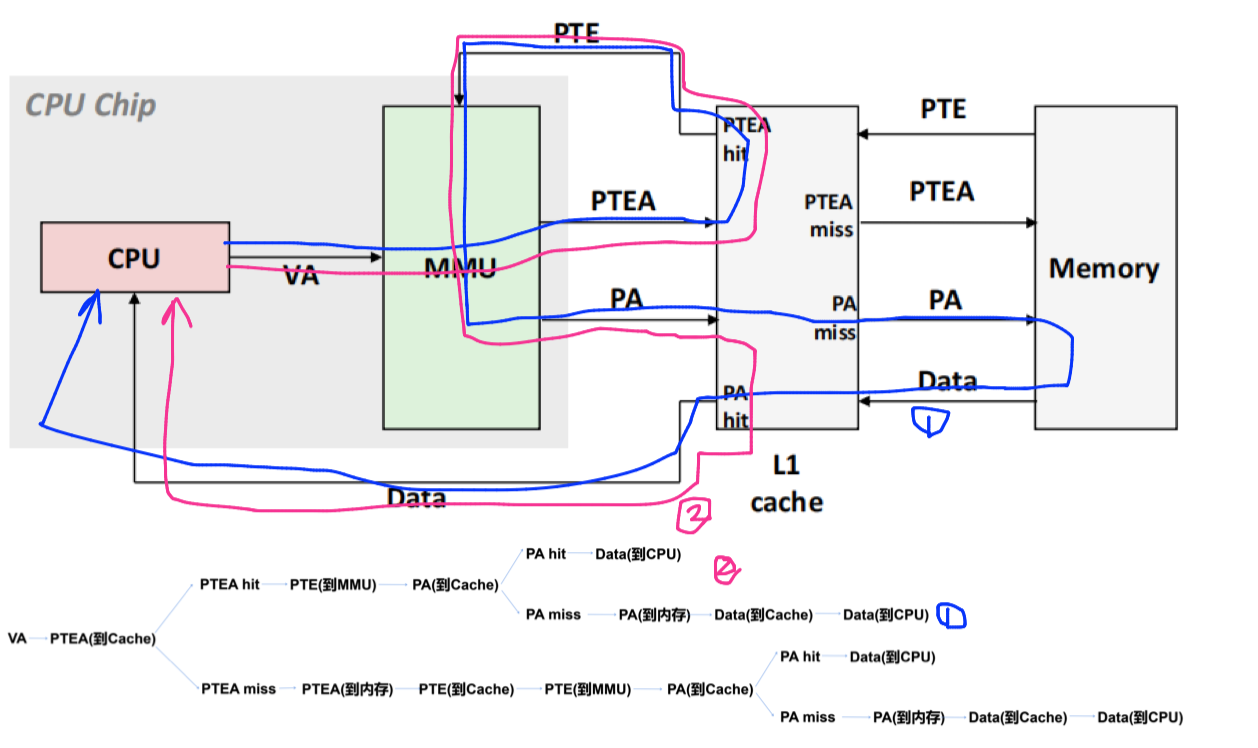 PTE
CPU Chip
PTEA
hit
PTE
PTEA
PTEA
miss
PTEA
CPU
VA
MMU
Memory
PA
PA
miss
PA
PA
hit
Data
①
L1
cache
Data
②
PA hit
Data(到CPU)
②
PTEA hit
PTE(到MMU)
PA(到Cache)
PA miss
PA(到内存)
Data(到Cache)
Data(到CPU)
①
VA
PTEA(到Cache)
PA hit
Data(到CPU)
PTEA miss
PTEA(到内存)
PTE(到Cache)
PTE(到MMU)
PA(到Cache)
PA miss
PA(到内存)
Data(到Cache)
Data(到CPU)